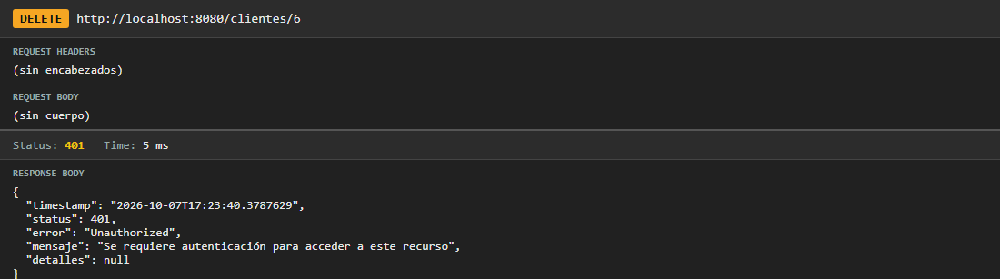 DELETE http://localhost:8080/clientes/6
REQUEST HEADERS
(sin encabezados)
REQUEST BODY
(sin cuerpo)
Status: 401 Time: 5 ms
RESPONSE BODY
{
  "timestamp": "2026-10-07T17:23:40.3787629",
  "status": 401,
  "error": "Unauthorized",
  "mensaje": "Se requiere autenticación para acceder a este recurso",
  "detalles": null
}